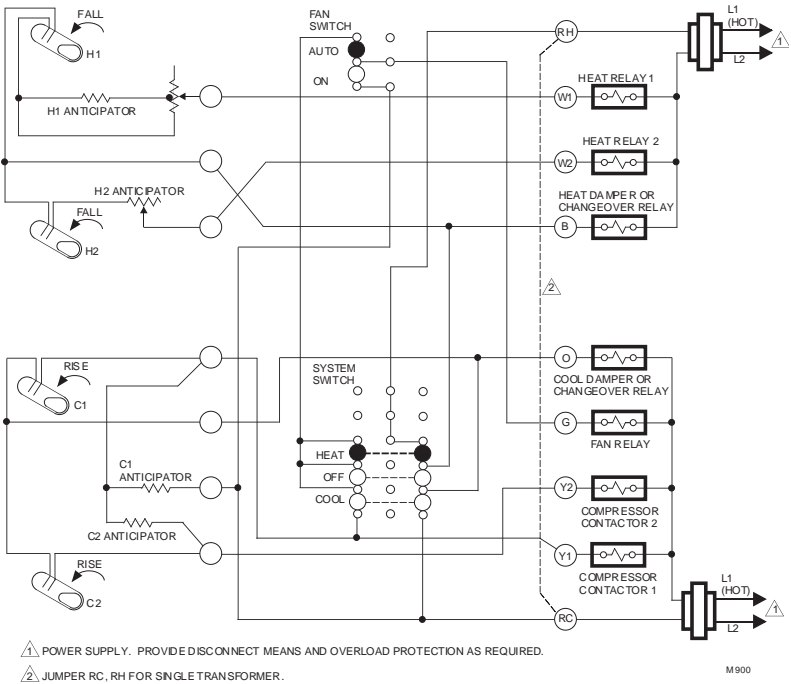 FALL
H1
H1 ANTICIPATOR
H2 ANTICIPATOR
FALL
H2
FAN
SWITCH
AUTO
ON
RH
W1
W2
B
L1
(HOT)
L2
1
HEAT RELAY 1
HEAT RELAY 2
HEAT DAMPER OR
CHANGEOVER RELAY
2
RISE
C1
C1
ANTICIPATOR
C2 ANTICIPATOR
RISE
C2
SYSTEM
SWITCH
HEAT
OFF
COOL
O
COOL DAMPER OR
CHANGEOVER RELAY
G
FAN RELAY
Y2
COMPRESSOR
CONTACTOR 2
Y1
COMPRESSOR
CONTACTOR 1
RC
L1
(HOT)
L2
1
1 POWER SUPPLY. PROVIDE DISCONNECT MEANS AND OVERLOAD PROTECTION AS REQUIRED.
2 JUMPER RC, RH FOR SINGLE TRANSFORMER.
M900